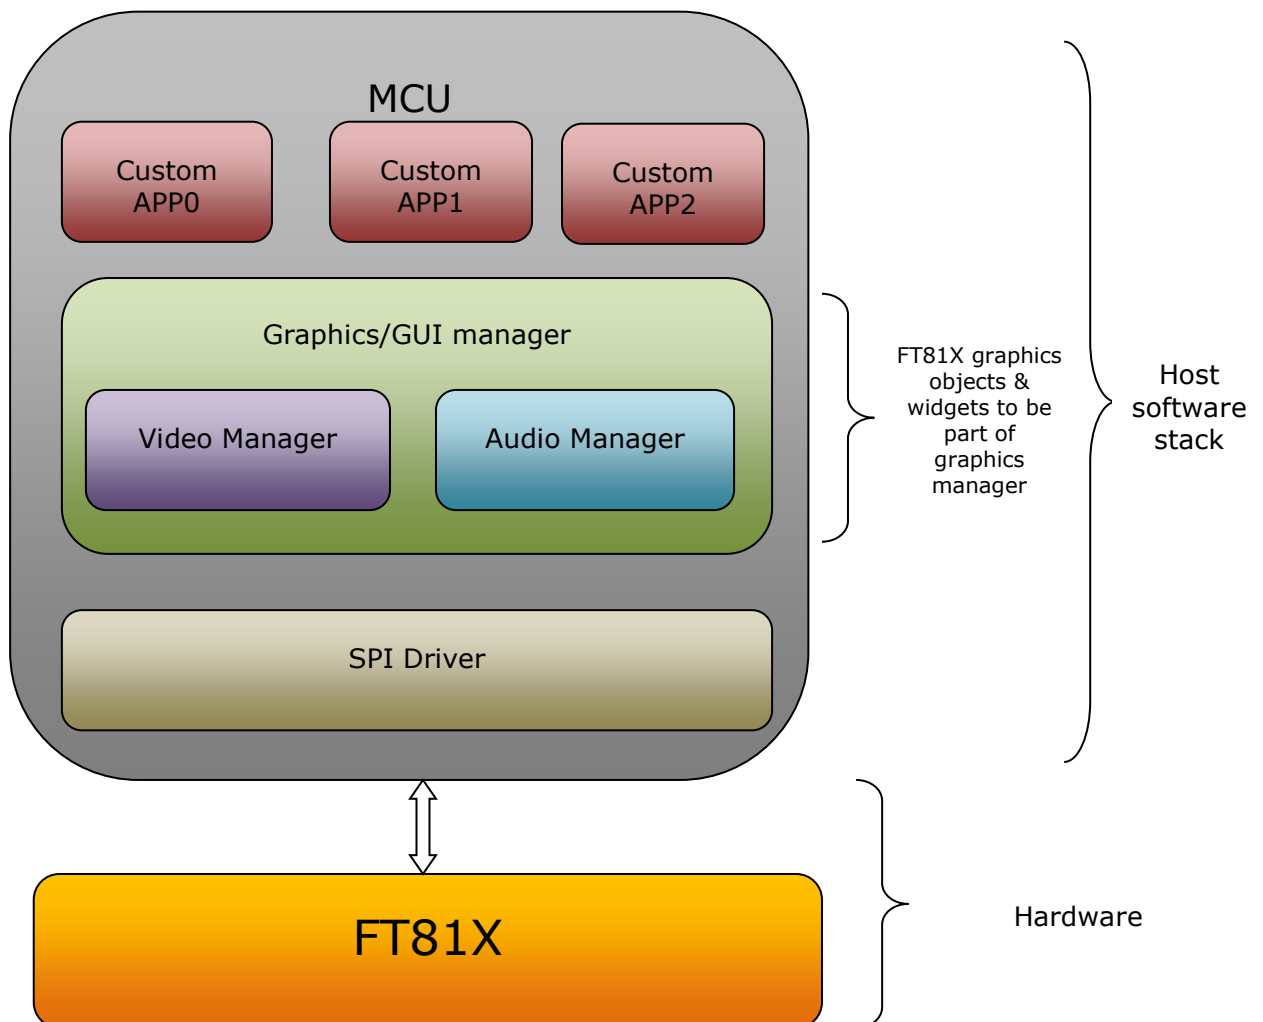 MCU
Custom
APP0
Custom
APP1
Custom
APP2
Graphics/GUI manager
Video Manager
Audio Manager
FT81X graphics
objects &
widgets to be
part of
graphics
manager
Host
software
stack
SPI Driver
FT81X
Hardware